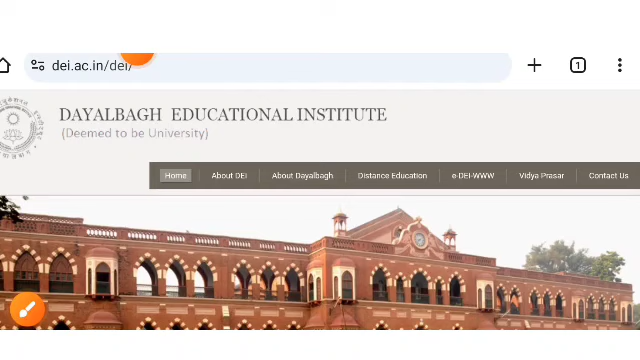 dei.ac.in/dei/
1
DAYALBAGH EDUCATIONAL INSTITUTE
(Deemed to be University)
Home About DEI About Dayalbagh Distance Education e-DEI-WWW Vidya Prasar Contact Us